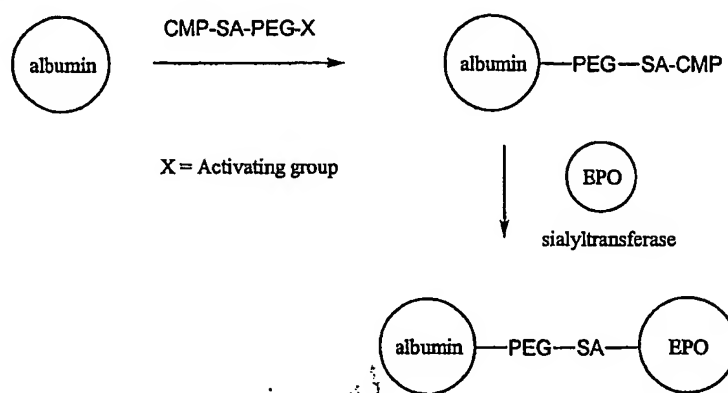 CMP-SA-PEG-X
albumin
albumin PEG SA-CMP
X = Activating group
EPO
sialyltransferase
albumin PEG SA EPO